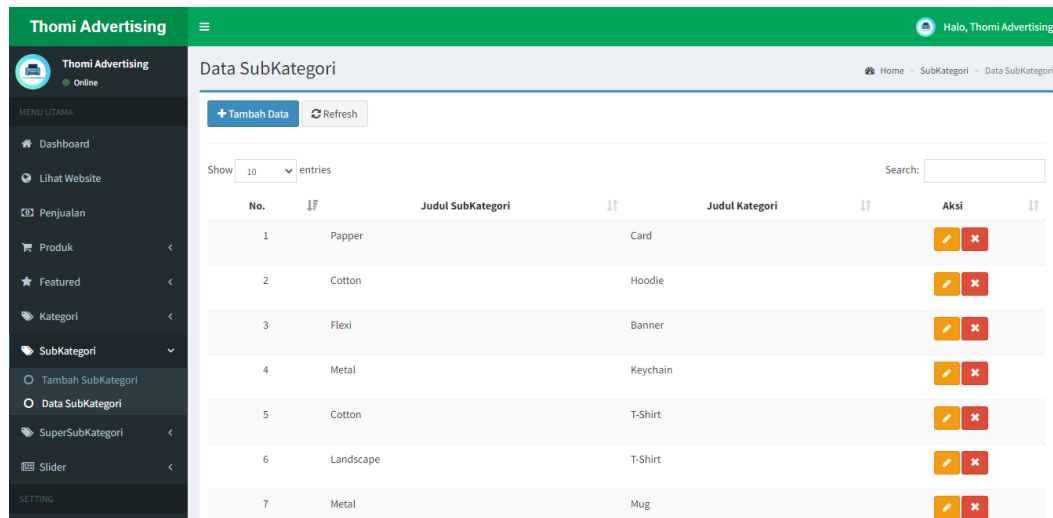 Thomi Advertising
Halo, Thomi Advertising
Thomi Advertising
Online
MENU UTAMA
Dashboard
Lihat Website
Penjualan
Produk
Featured
Kategori
SubKategori
Tambah SubKategori
Data SubKategori
SuperSubKategori
Slider
SETTING
Data SubKategori
Home > SubKategori > Data SubKategori
Tambah Data Refresh
Show 10 entries Search:
No. Judul SubKategori Judul Kategori Aksi
1 Papper Card
2 Cotton Hoodie
3 Flexi Banner
4 Metal Keychain
5 Cotton T-Shirt
6 Landscape T-Shirt
7 Metal Mug